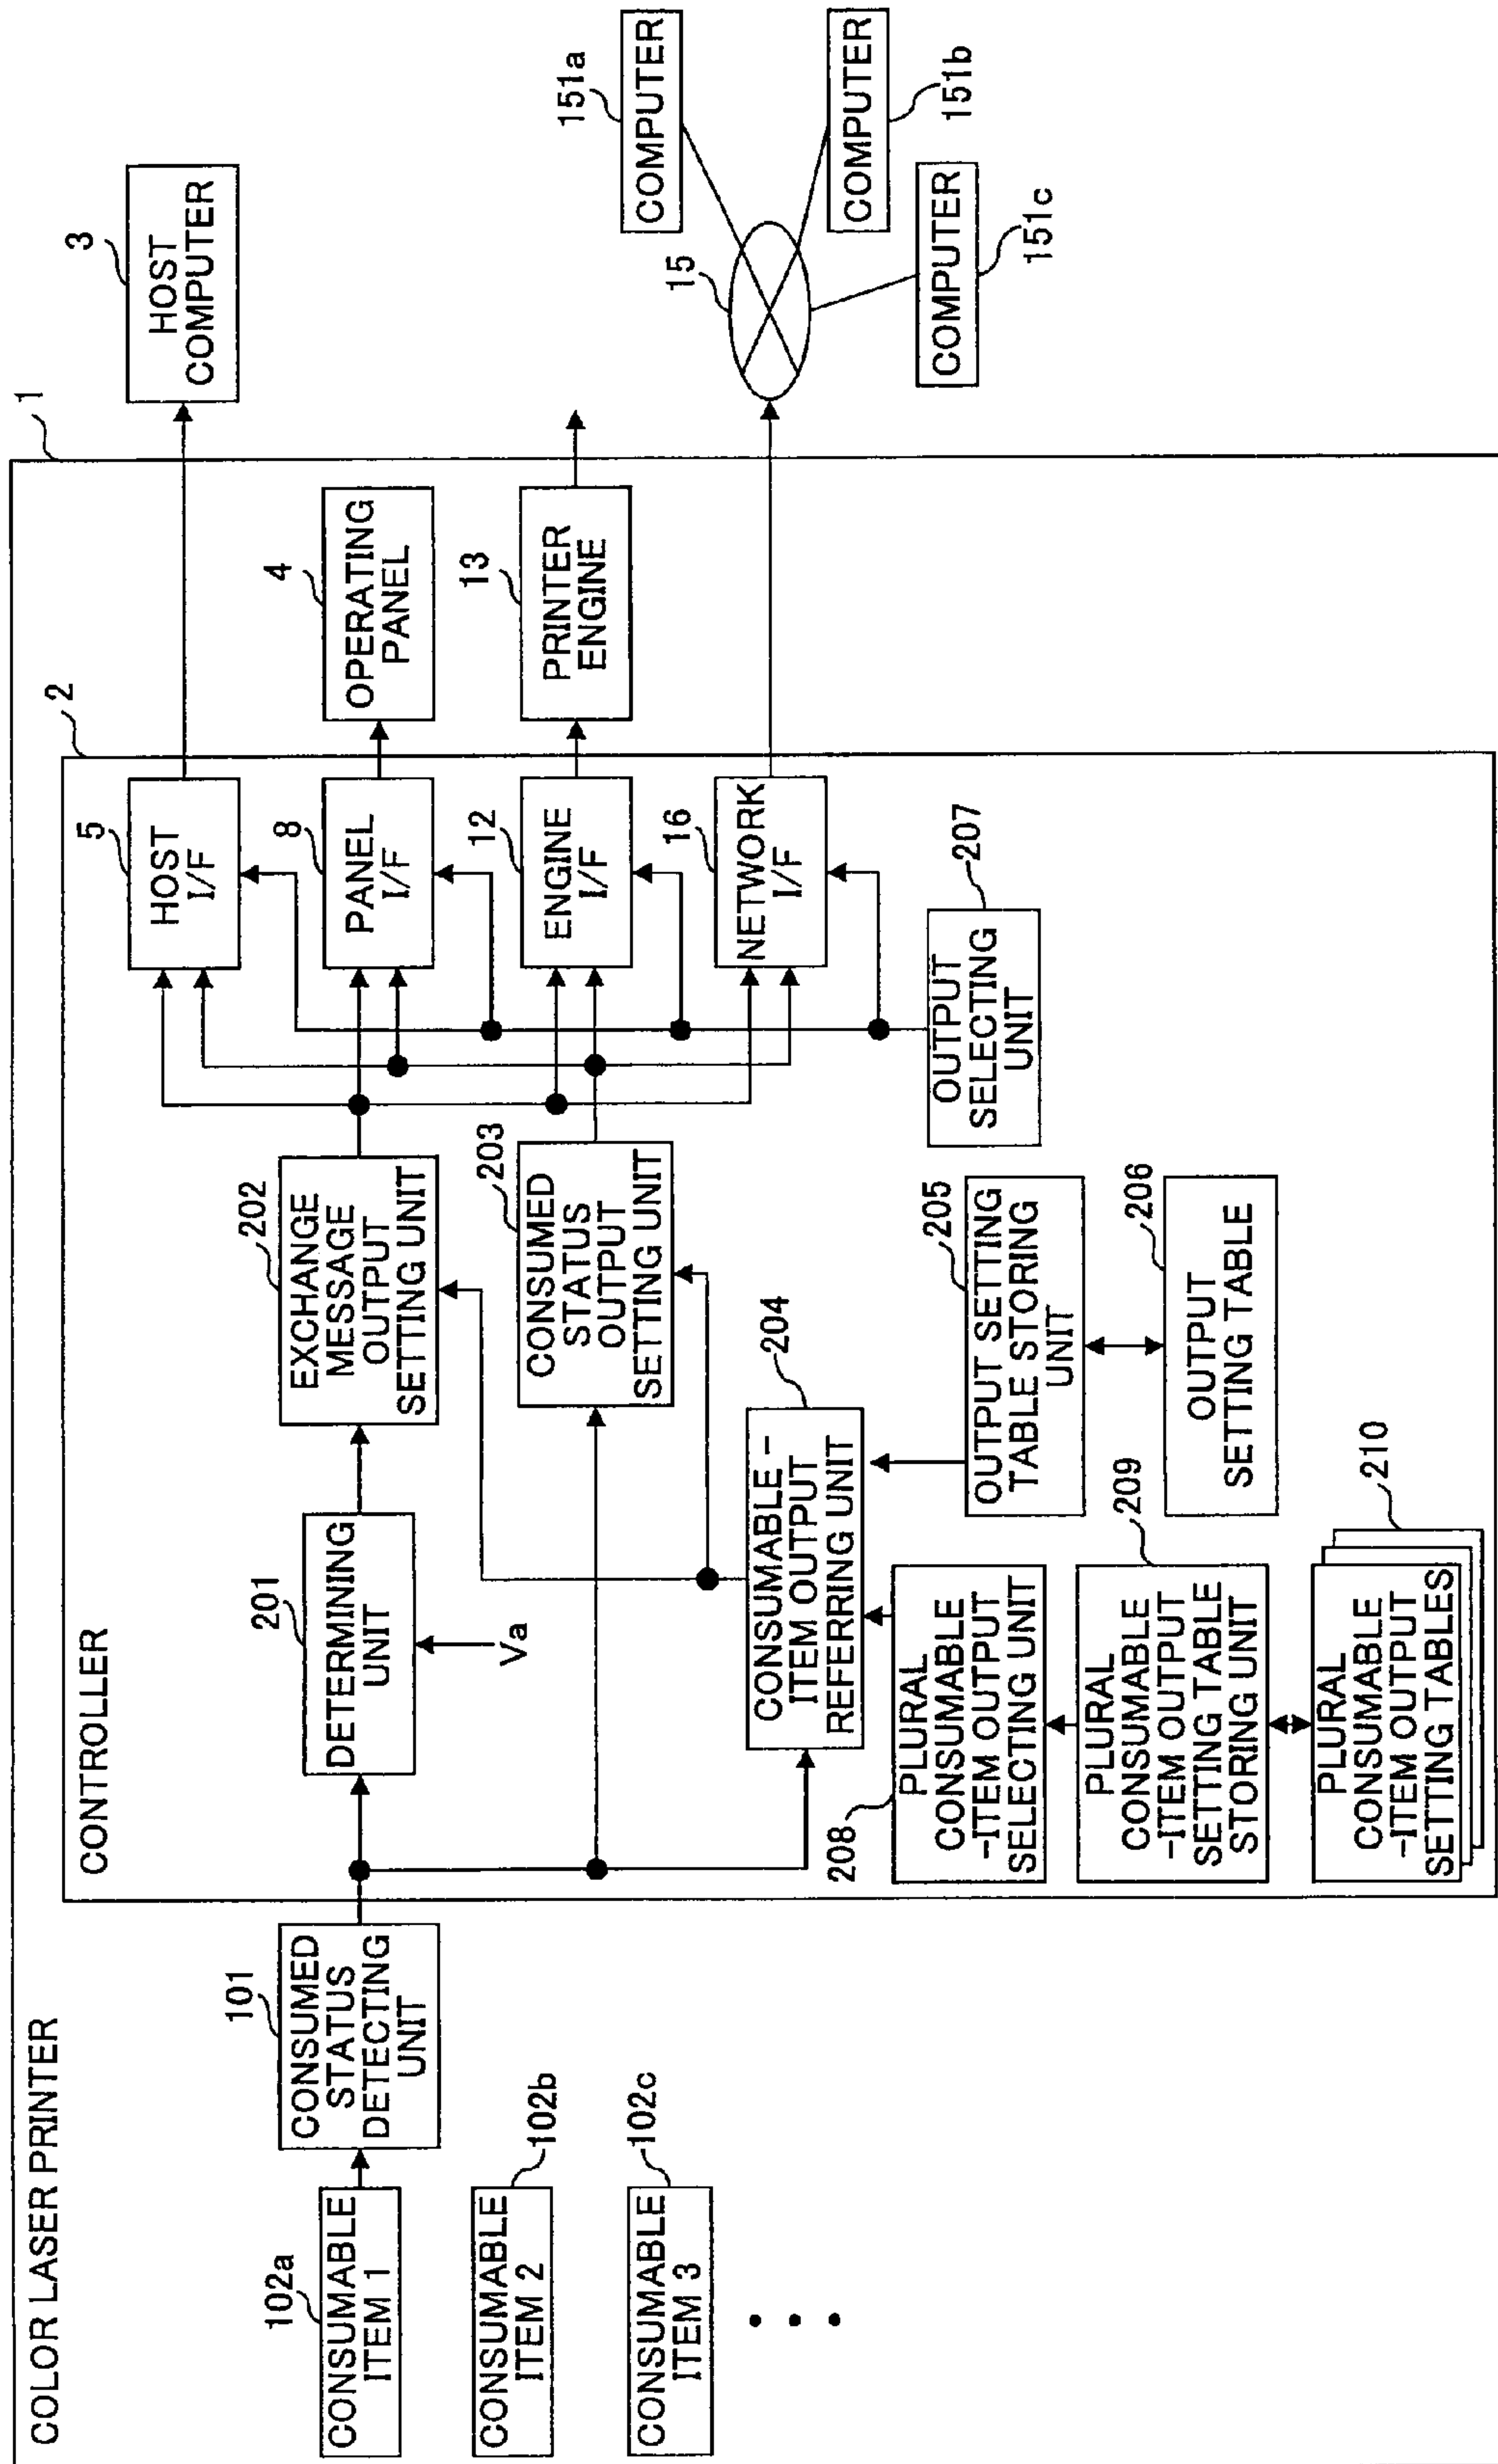 COLOR LASER PRINTER
1
CONTROLLER
2
102a
CONSUMABLE
ITEM 1
CONSUMABLE
ITEM 2
102b
CONSUMABLE
ITEM 3
102c
101
CONSUMED
STATUS
DETECTING
UNIT
201
DETERMINING
UNIT
Va
202
EXCHANGE
MESSAGE
OUTPUT
SETTING UNIT
203
CONSUMED
STATUS
OUTPUT
SETTING UNIT
204
CONSUMABLE -
ITEM OUTPUT
REFERRING UNIT
205
OUTPUT SETTING
TABLE STORING
UNIT
206
OUTPUT
SETTING TABLE
207
OUTPUT
SELECTING
UNIT
208
PLURAL
CONSUMABLE
-ITEM OUTPUT
SELECTING UNIT
209
PLURAL
CONSUMABLE
-ITEM OUTPUT
SETTING TABLE
STORING UNIT
210
PLURAL
CONSUMABLE
-ITEM OUTPUT
SETTING TABLES
5
HOST
I/F
8
PANEL
I/F
12
ENGINE
I/F
16
NETWORK
I/F
4
OPERATING
PANEL
13
PRINTER
ENGINE
3
HOST
COMPUTER
15
151a
COMPUTER
COMPUTER
151b
COMPUTER
151c